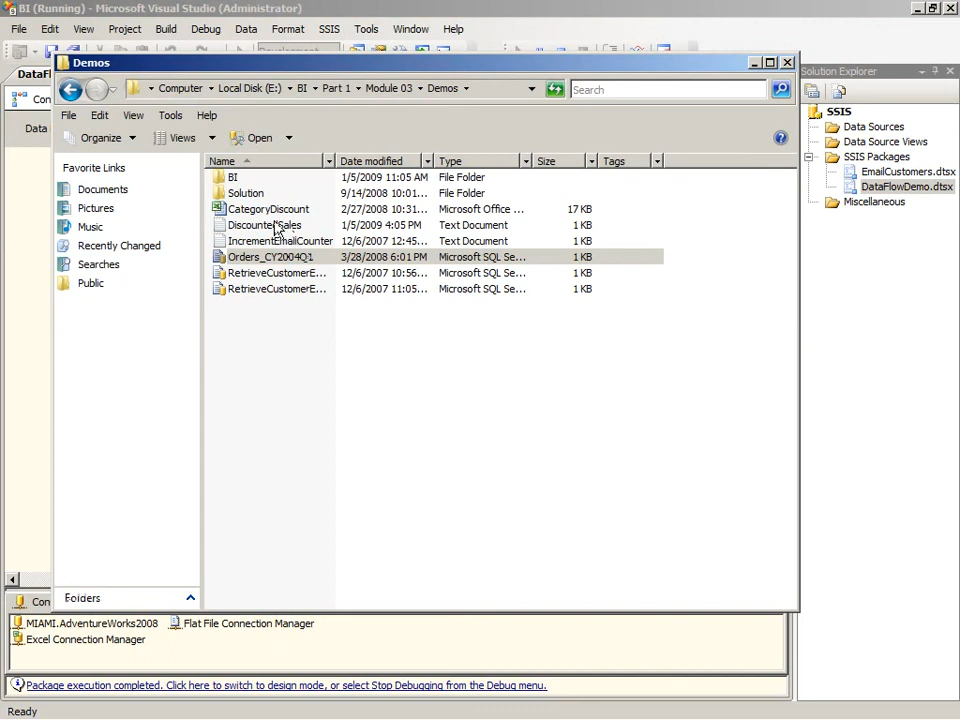 BI (Running) - Microsoft Visual Studio (Administrator)
File Edit View Project Build Debug Data Format SSIS Tools Window Help
Demos
Computer Local Disk (E:) BI Part 1 Module 03 Demos
Search
File Edit View Tools Help
Organize Views Open
Favorite Links
Documents
Pictures
Music
Recently Changed
Searches
Public
Folders
Name Date modified Type Size Tags
BI 1/5/2009 11:05 AM File Folder
Solution 9/14/2008 10:01... File Folder
CategoryDiscount 2/27/2008 10:31... Microsoft Office ... 17 KB
1/5/2009 4:05 PM Text Document 1 KB
IncrementEmailCounter 12/6/2007 12:45... Text Document 1 KB
Orders_CY2004Q1 3/28/2008 6:01 PM Microsoft SQL Se... 1 KB
RetrieveCustomerE... 12/6/2007 10:56... Microsoft SQL Se... 1 KB
RetrieveCustomerE... 12/6/2007 11:05... Microsoft SQL Se... 1 KB
DataFl
Con
Data
Solution Explorer
SSIS
Data Sources
Data Source Views
SSIS Packages
EmailCustomers.dtsx
DataFlowDemo.dtsx
Miscellaneous
Con
MIAMI.AdventureWorks2008 Flat File Connection Manager
Excel Connection Manager
Package execution completed. Click here to switch to design mode, or select Stop Debugging from the Debug menu.
Ready